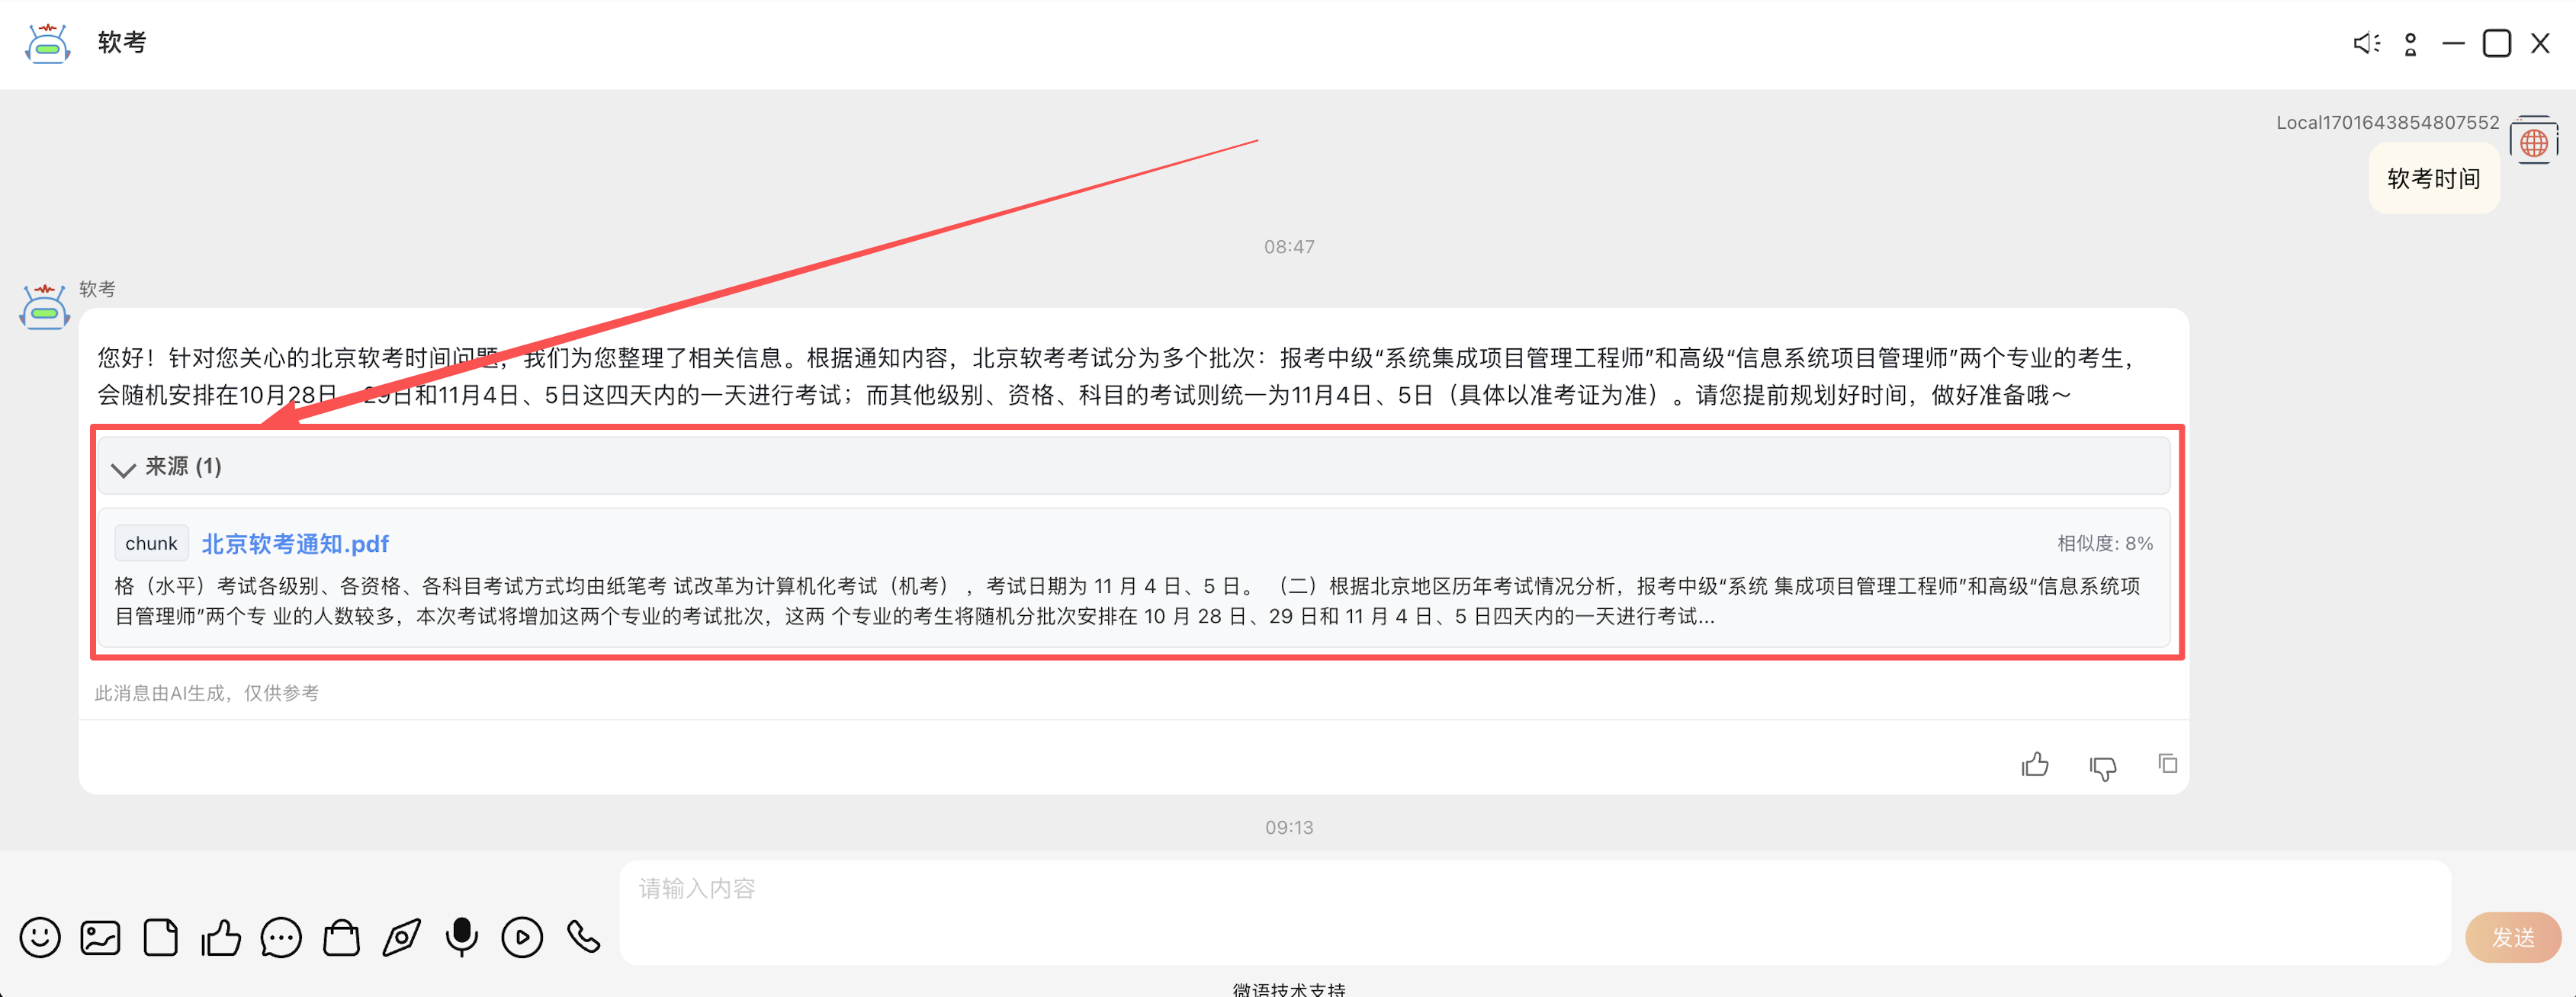 软考
Local1701643854807552
软考时间
08:47
软考
您好！针对您关心的北京软考时间问题，我们为您整理了相关信息。根据通知内容，北京软考考试分为多个批次：报考中级“系统集成项目管理工程师”和高级“信息系统项目管理师”两个专业的考生，
会随机安排在10月28日、29日和11月4日、5日这四天内的一天进行考试；而其他级别、资格、科目的考试则统一为11月4日、5日（具体以准考证为准）。请您提前规划好时间，做好准备哦～
来源 (1)
chunk 北京软考通知.pdf 相似度: 8%
格（水平）考试各级别、各资格、各科目考试方式均由纸笔考 试改革为计算机化考试（机考） ，考试日期为 11 月 4 日、5 日。 （二）根据北京地区历年考试情况分析，报考中级“系统 集成项目管理工程师”和高级“信息系统项
目管理师”两个专 业的人数较多，本次考试将增加这两个专业的考试批次，这两 个专业的考生将随机分批次安排在 10 月 28 日、29 日和 11 月 4 日、5 日四天内的一天进行考试...
此消息由AI生成，仅供参考
09:13
请输入内容
发送
微语技术支持